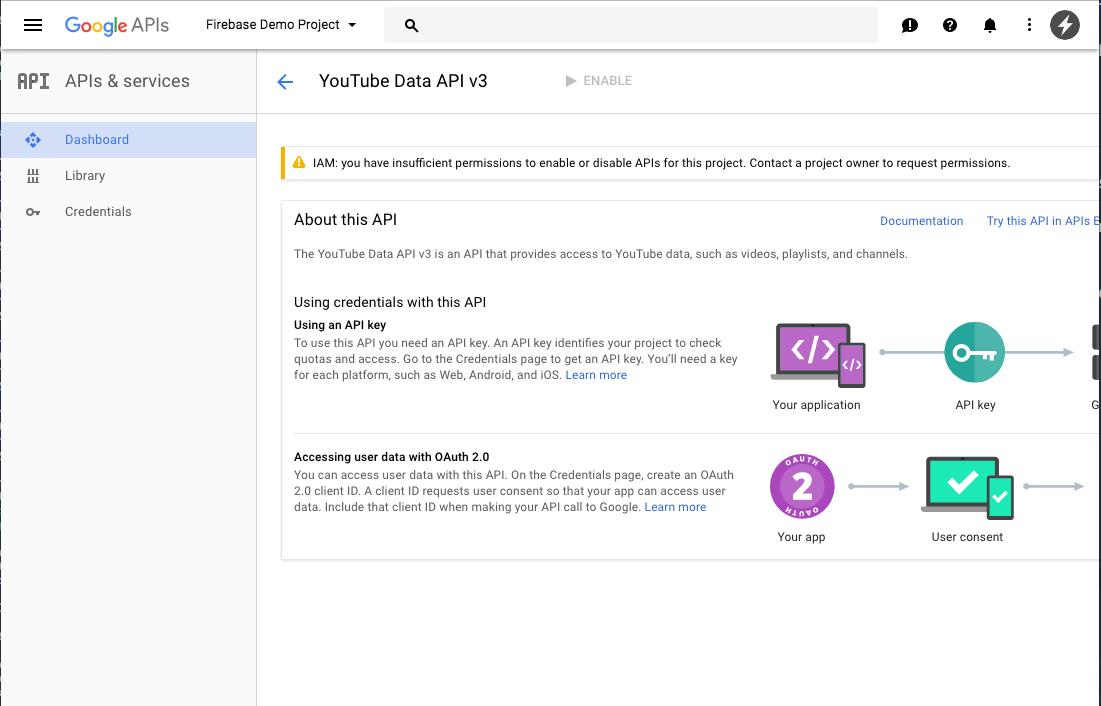 Google APIs
Firebase Demo Project
API APIs & services
YouTube Data API v3
ENABLE
Dashboard
Library
Credentials
IAM: you have insufficient permissions to enable or disable APIs for this project. Contact a project owner to request permissions.
About this API
Documentation
Try this API in APIs E
The YouTube Data API v3 is an API that provides access to YouTube data, such as videos, playlists, and channels.
Using credentials with this API
Using an API key
To use this API you need an API key. An API key identifies your project to check
quotas and access. Go to the Credentials page to get an API key. You'll need a key
for each platform, such as Web, Android, and iOS. Learn more
</>
</>
Your application
API key
G
Accessing user data with OAuth 2.0
You can access user data with this API. On the Credentials page, create an OAuth
2.0 client ID. A client ID requests user consent so that your app can access user
data. Include that client ID when making your API call to Google. Learn more
OAUTH
2
OAUTH
Your app
User consent